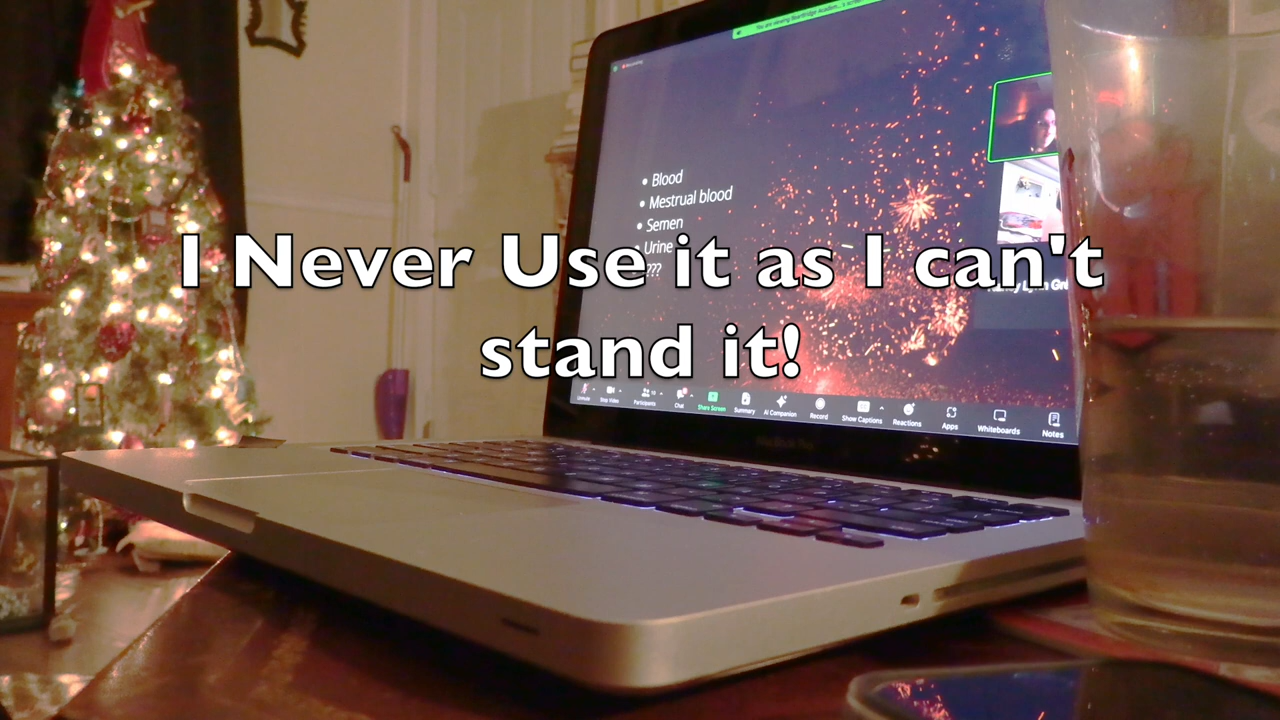 Blood
Mestrual blood
Semen
Urine
???
I Never Use it as I can't
stand it!
Unmute
Stop Video
Participants
Chat
Share Screen
Summary
AI Companion
Record
Show Captions
Reactions
Apps
Whiteboards
Notes